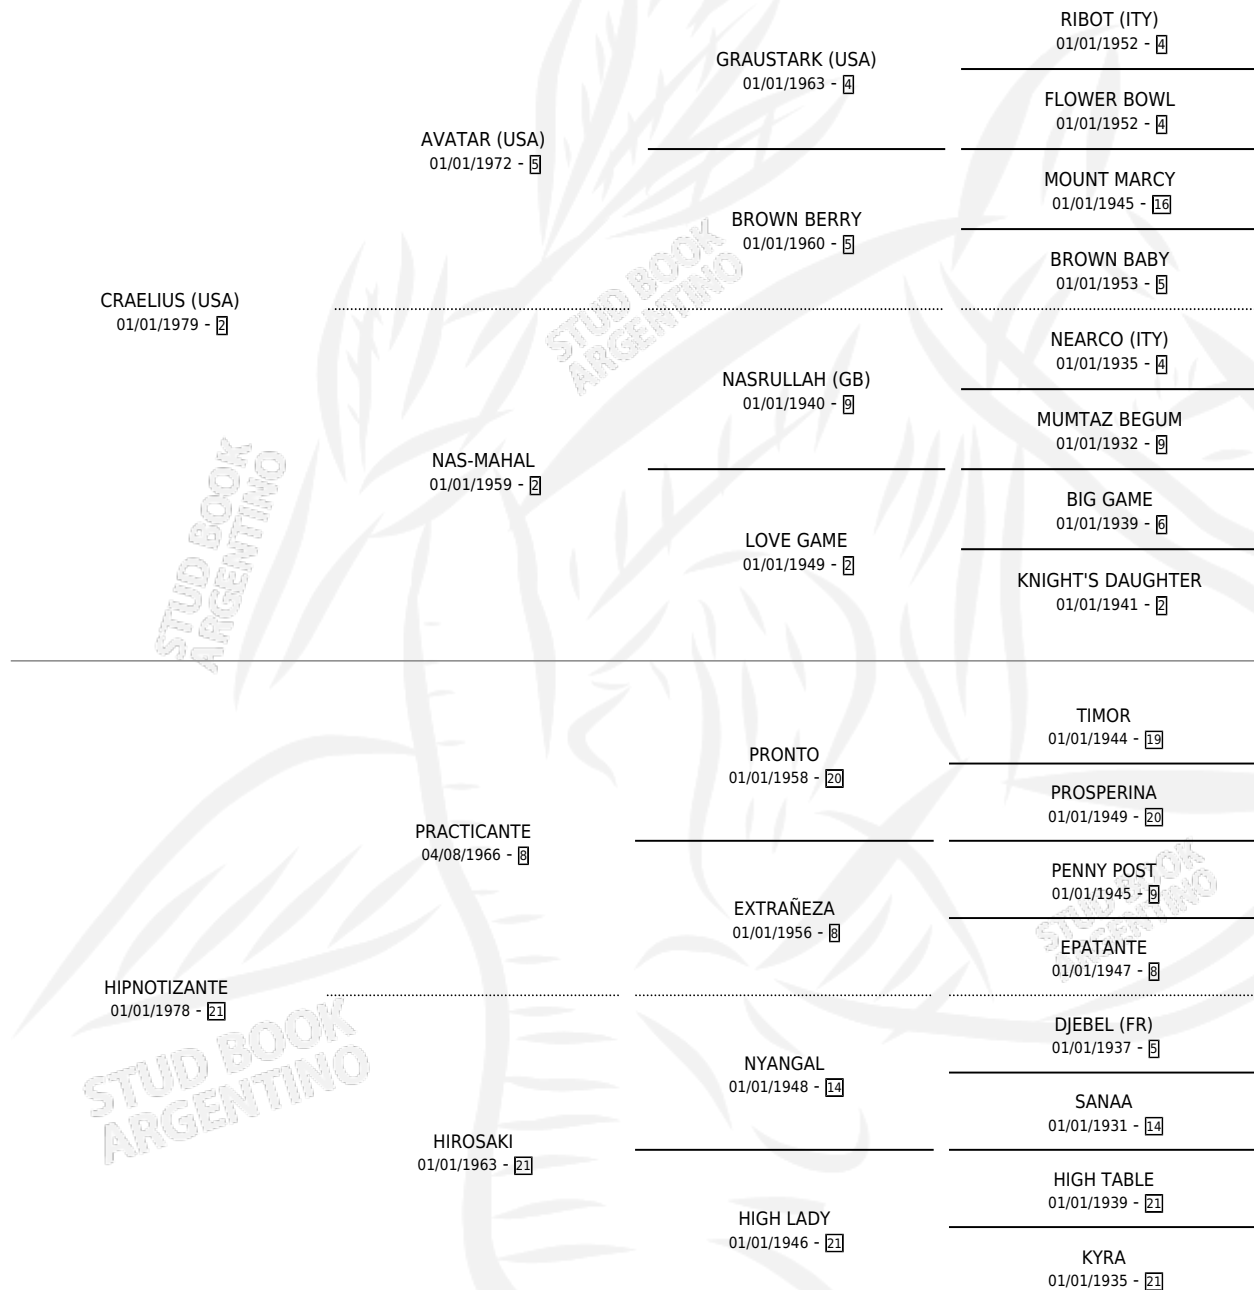 RIBOT (ITY)
01/01/1952 - 4
GRAUSTARK (USA)
01/01/1963 - 4
FLOWER BOWL
01/01/1952 - 4
AVATAR (USA)
01/01/1972 - 5
MOUNT MARCY
01/01/1945 - 16
BROWN BERRY
01/01/1960 - 5
BROWN BABY
01/01/1953 - 5
CRAELIUS (USA)
01/01/1979 - 2
NEARCO (ITY)
01/01/1935 - 4
NASRULLAH (GB)
01/01/1940 - 9
MUMTAZ BEGUM
01/01/1932 - 9
NAS-MAHAL
01/01/1959 - 2
BIG GAME
01/01/1939 - 6
LOVE GAME
01/01/1949 - 2
KNIGHT'S DAUGHTER
01/01/1941 - 2
TIMOR
01/01/1944 - 19
PRONTO
01/01/1958 - 20
PROSPERINA
01/01/1949 - 20
PRACTICANTE
04/08/1966 - 8
PENNY POST
01/01/1945 - 9
EXTRAÑEZA
01/01/1956 - 8
EPATANTE
01/01/1947 - 8
HIPNOTIZANTE
01/01/1978 - 21
DJEBEL (FR)
01/01/1937 - 5
NYANGAL
01/01/1948 - 14
SANAA
01/01/1931 - 14
HIROSAKI
01/01/1963 - 21
HIGH TABLE
01/01/1939 - 21
HIGH LADY
01/01/1946 - 21
KYRA
01/01/1935 - 21
STUD BOOK
ARGENTINO
STUD BOOK
ARGENTINO
STUD BOOK
ARGENTINO
STUD BOOK
ARGENTINO